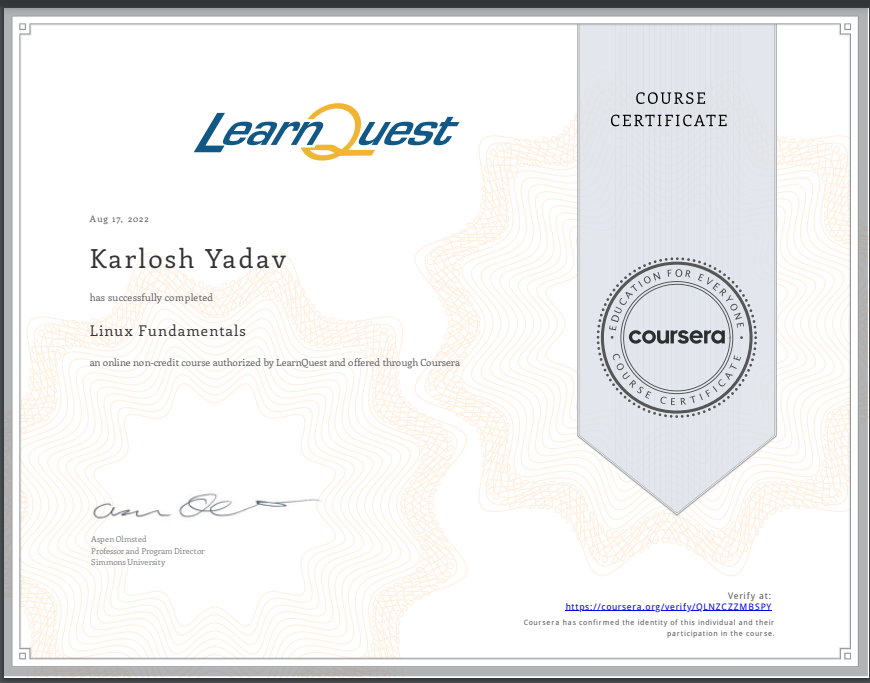 LearnQuest
COURSE
CERTIFICATE
Aug 17, 2022
Karlosh Yadav
has successfully completed
Linux Fundamentals
an online non-credit course authorized by LearnQuest and offered through Coursera
EDUCATION FOR EVERYONE
coursera
COURSE CERTIFICATE
Aspen Olmsted
Professor and Program Director
Simmons University
Verify at:
https://coursera.org/verify/QLNZCZZMBSPY
Coursera has confirmed the identity of this individual and their
participation in the course.